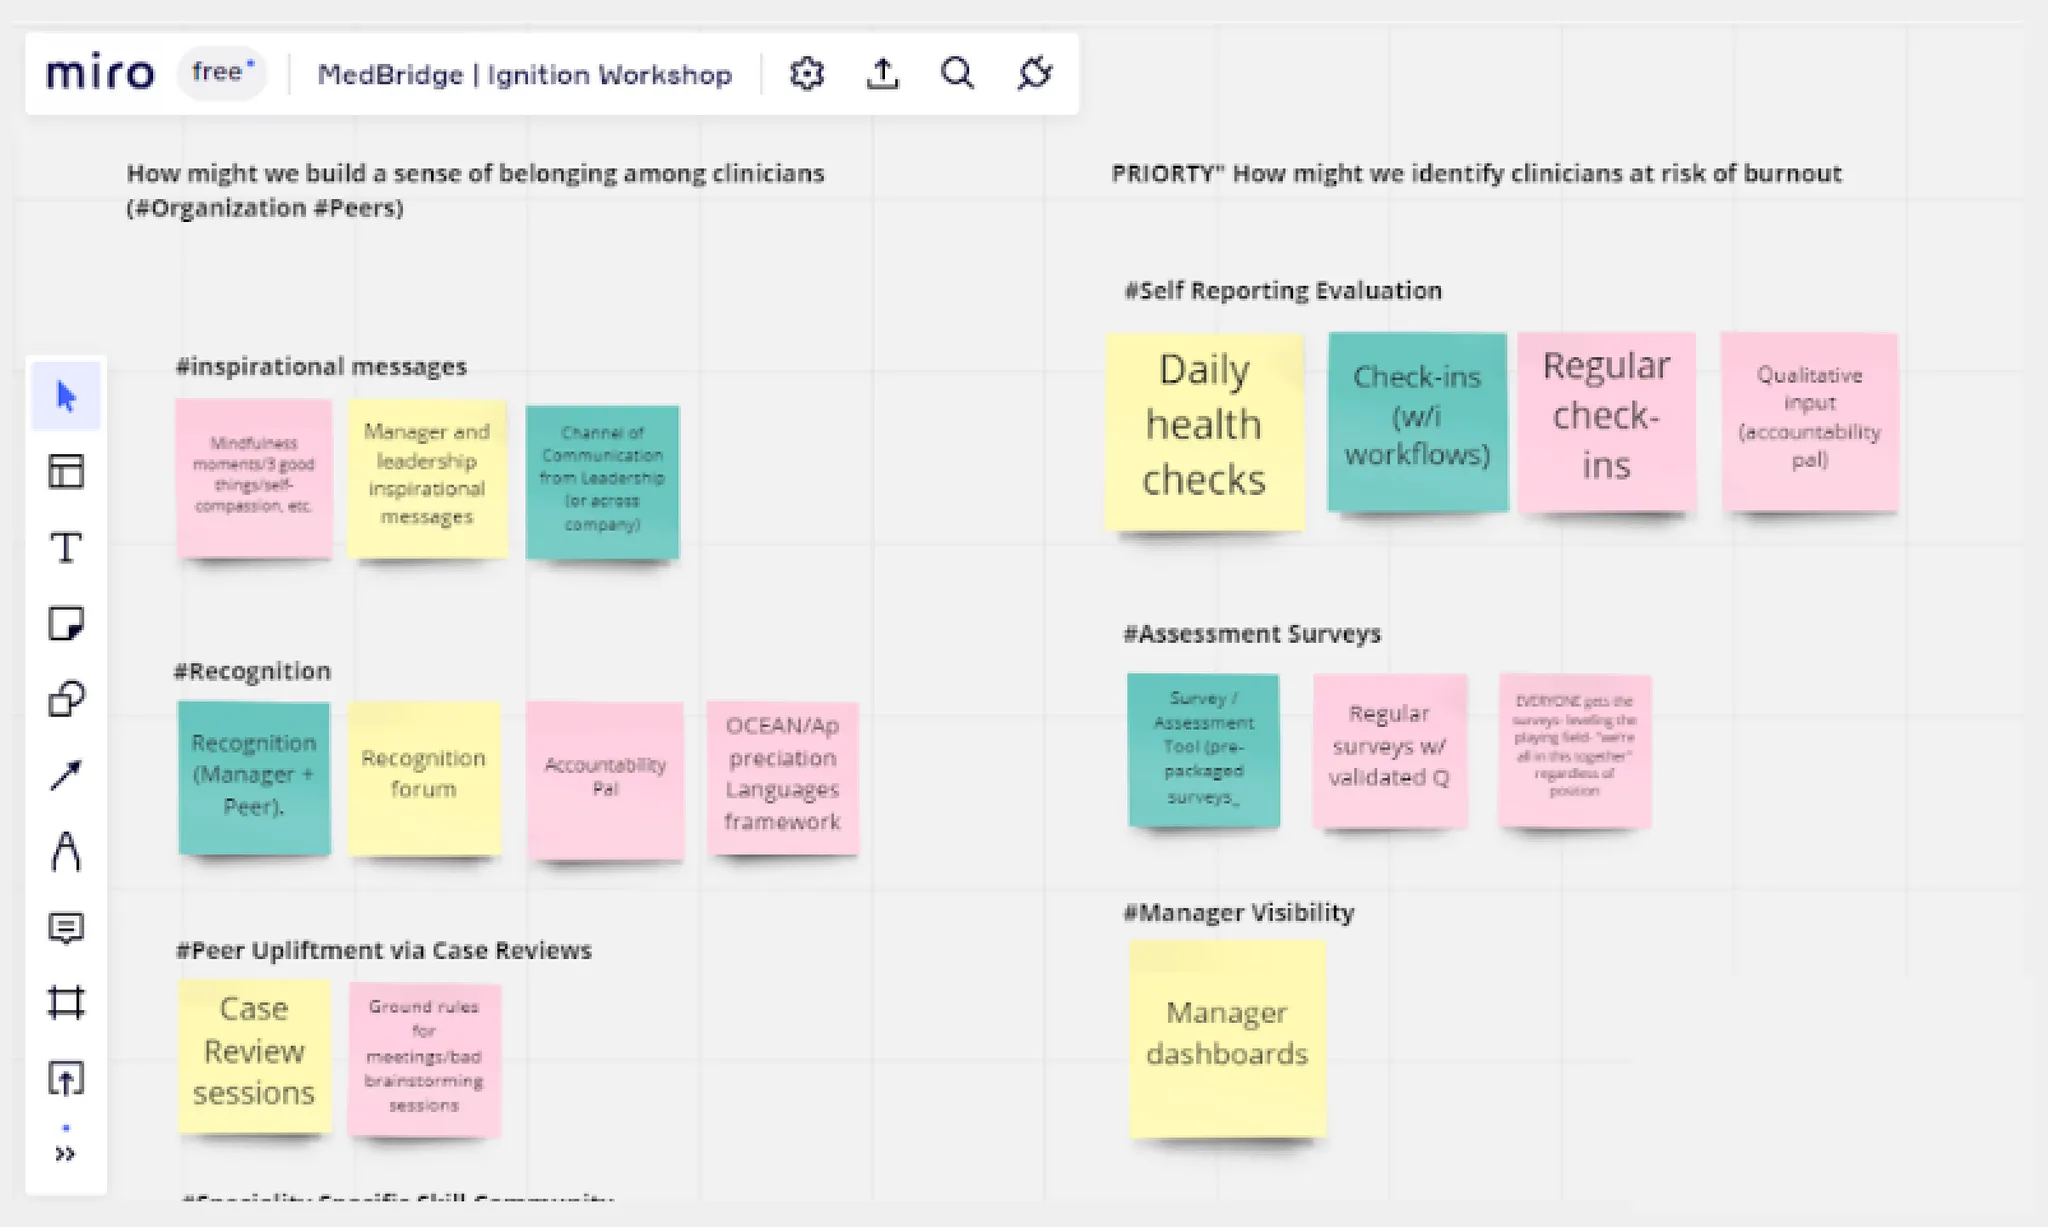 miro free MedBridge | Ignition Workshop
How might we build a sense of belonging among clinicians
(#Organization #Peers)
#inspirational messages
Mindfulness
moments/3 good
things/self-
compassion, etc.
Manager and
leadership
inspirational
messages
Channel of
Communication
from Leadership
(or across
company)
#Recognition
Recognition
(Manager +
Peer).
Recognition
forum
Accountability
Pal
OCEAN/Ap
preciation
Languages
framework
#Peer Upliftment via Case Reviews
Case
Review
sessions
Ground rules
for
meetings/bad
brainstorming
sessions
#Speciality Specific Skill Community
PRIORTY" How might we identify clinicians at risk of burnout
#Self Reporting Evaluation
Daily
health
checks
Check-ins
(w/i
workflows)
Regular
check-
ins
Qualitative
input
(accountability
pal)
#Assessment Surveys
Survey /
Assessment
Tool (pre-
packaged
surveys_
Regular
surveys w/
validated Q
EVERYONE gets the
surveys- leveling the
playing field- "we're
all in this together"
regardless of
position
#Manager Visibility
Manager
dashboards